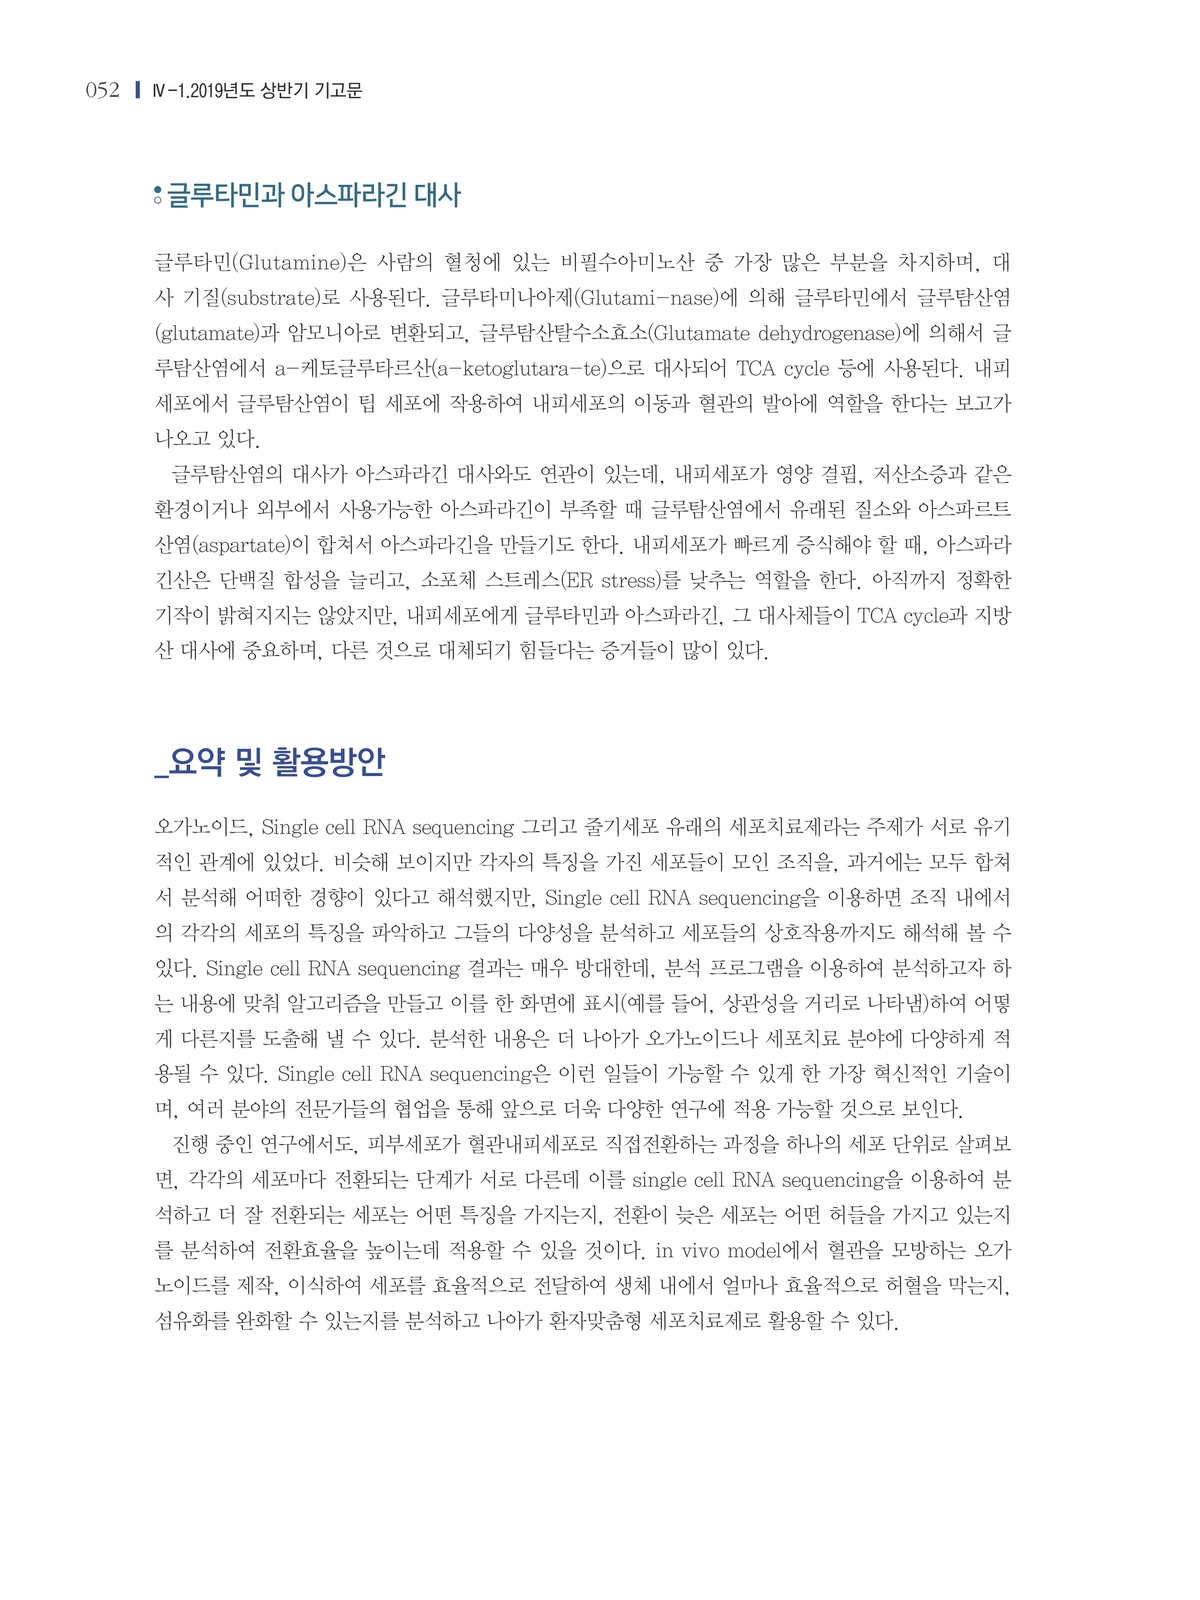 052 Ⅳ-1.2019년도 상반기 기고문
글루타민과 아스파라긴 대사
글루타민(Glutamine)은 사람의 혈청에 있는 비필수아미노산 중 가장 많은 부분을 차지하며, 대
사 기질(substrate)로 사용된다. 글루타미나아제(Glutami-nase)에 의해 글루타민에서 글루탐산염
(glutamate)과 암모니아로 변환되고, 글루탐산탈수소효소(Glutamate dehydrogenase)에 의해서 글
루탐산염에서 a-케토글루타르산(a-ketoglutara-te)으로 대사되어 TCA cycle 등에 사용된다. 내피
세포에서 글루탐산염이 팁 세포에 작용하여 내피세포의 이동과 혈관의 발아에 역할을 한다는 보고가
나오고 있다.
글루탐산염의 대사가 아스파라긴 대사와도 연관이 있는데, 내피세포가 영양 결핍, 저산소증과 같은
환경이거나 외부에서 사용가능한 아스파라긴이 부족할 때 글루탐산염에서 유래된 질소와 아스파르트
산염(aspartate)이 합쳐서 아스파라긴을 만들기도 한다. 내피세포가 빠르게 증식해야 할 때, 아스파라
긴산은 단백질 합성을 늘리고, 소포체 스트레스(ER stress)를 낮추는 역할을 한다. 아직까지 정확한
기작이 밝혀지지는 않았지만, 내피세포에게 글루타민과 아스파라긴, 그 대사체들이 TCA cycle과 지방
산 대사에 중요하며, 다른 것으로 대체되기 힘들다는 증거들이 많이 있다.
_요약 및 활용방안
오가노이드, Single cell RNA sequencing 그리고 줄기세포 유래의 세포치료제라는 주제가 서로 유기
적인 관계에 있었다. 비슷해 보이지만 각자의 특징을 가진 세포들이 모인 조직을, 과거에는 모두 합쳐
서 분석해 어떠한 경향이 있다고 해석했지만, Single cell RNA sequencing을 이용하면 조직 내에서
의 각각의 세포의 특징을 파악하고 그들의 다양성을 분석하고 세포들의 상호작용까지도 해석해 볼 수
있다. Single cell RNA sequencing 결과는 매우 방대한데, 분석 프로그램을 이용하여 분석하고자 하
는 내용에 맞춰 알고리즘을 만들고 이를 한 화면에 표시(예를 들어, 상관성을 거리로 나타냄)하여 어떻
게 다른지를 도출해 낼 수 있다. 분석한 내용은 더 나아가 오가노이드나 세포치료 분야에 다양하게 적
용될 수 있다. Single cell RNA sequencing은 이런 일들이 가능할 수 있게 한 가장 혁신적인 기술이
며, 여러 분야의 전문가들의 협업을 통해 앞으로 더욱 다양한 연구에 적용 가능할 것으로 보인다.
진행 중인 연구에서도, 피부세포가 혈관내피세포로 직접전환하는 과정을 하나의 세포 단위로 살펴보
면, 각각의 세포마다 전환되는 단계가 서로 다른데 이를 single cell RNA sequencing을 이용하여 분
석하고 더 잘 전환되는 세포는 어떤 특징을 가지는지, 전환이 늦은 세포는 어떤 허들을 가지고 있는지
를 분석하여 전환효율을 높이는데 적용할 수 있을 것이다. in vivo model에서 혈관을 모방하는 오가
노이드를 제작, 이식하여 세포를 효율적으로 전달하여 생체 내에서 얼마나 효율적으로 허혈을 막는지,
섬유화를 완화할 수 있는지를 분석하고 나아가 환자맞춤형 세포치료제로 활용할 수 있다.